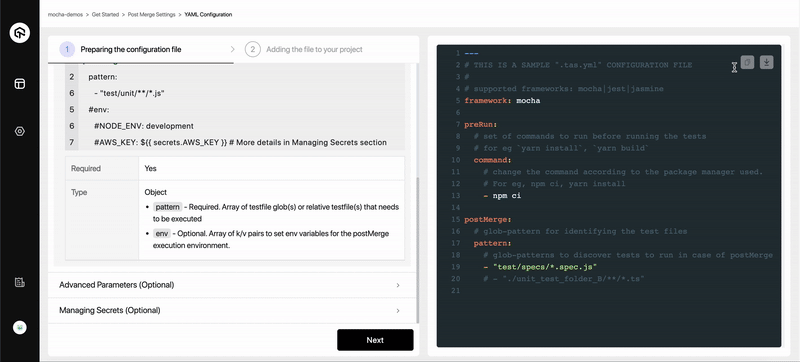 mocha-demos > Get Started > Post Merge Settings > YAML Configuration
1 Preparing the configuration file
2 Adding the file to your project
2 pattern:
6 - "test/unit/**/*.js"
5 #env:
6 #NODE_ENV: development
7 #AWS_KEY: ${{ secrets.AWS_KEY }} # More details in Managing Secrets section
Required Yes
Type Object
• pattern - Required. Array of testfile glob(s) or relative testfile(s) that needs
to be executed
• env - Optional. Array of k/v pairs to set env variables for the postMerge
execution environment.
Advanced Parameters (Optional)
Managing Secrets (Optional)
Next
1 ---
2 # THIS IS A SAMPLE ".tas.yml" CONFIGURATION FILE
3 #
4 # supported frameworks: mocha|jest|jasmine
5 framework: mocha
6
7 preRun:
8 # set of commands to run before running the tests
9 # for eg `yarn install`, `yarn build`
10 command:
11 # change the command according to the package manager used.
12 # For eg, npm ci, yarn install
13 - npm ci
14
15 postMerge:
16 # glob-pattern for identifying the test files
17 pattern:
18 # glob-patterns to discover tests to run in case of postMerge
19 - "test/specs/*.spec.js"
20 # - "./unit_test_folder_B/**/*.ts"
21